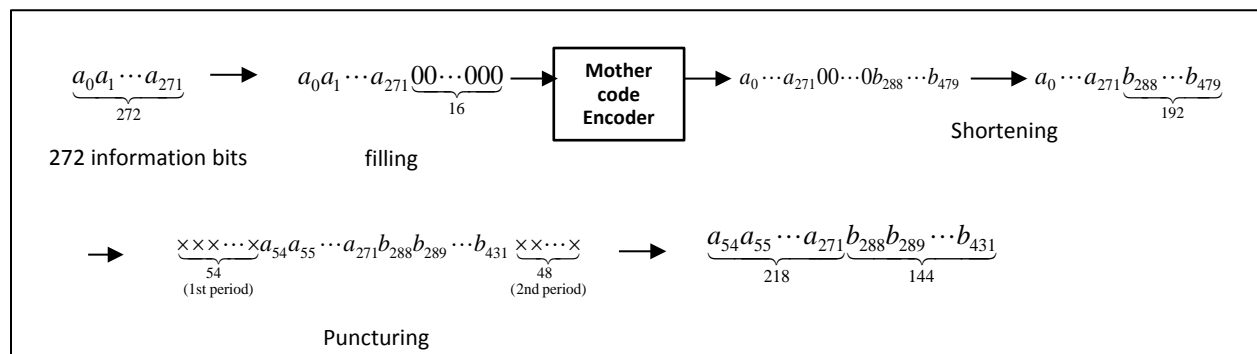 a₀a₁⋯a₂₇₁ → a₀a₁⋯a₂₇₁00⋯000 → Mother code Encoder → a₀⋯a₂₇₁00⋯0b₂₈₈⋯b₄₇₉ → a₀⋯a₂₇₁b₂₈₈⋯b₄₇₉
272 16 192
272 information bits filling Shortening
→ ×××⋯×a₅₄a₅₅⋯a₂₇₁b₂₈₈b₂₈₉⋯b₄₃₁ ××⋯× → a₅₄a₅₅⋯a₂₇₁b₂₈₈b₂₈₉⋯b₄₃₁
54 48 218 144
(1st period) (2nd period)
Puncturing